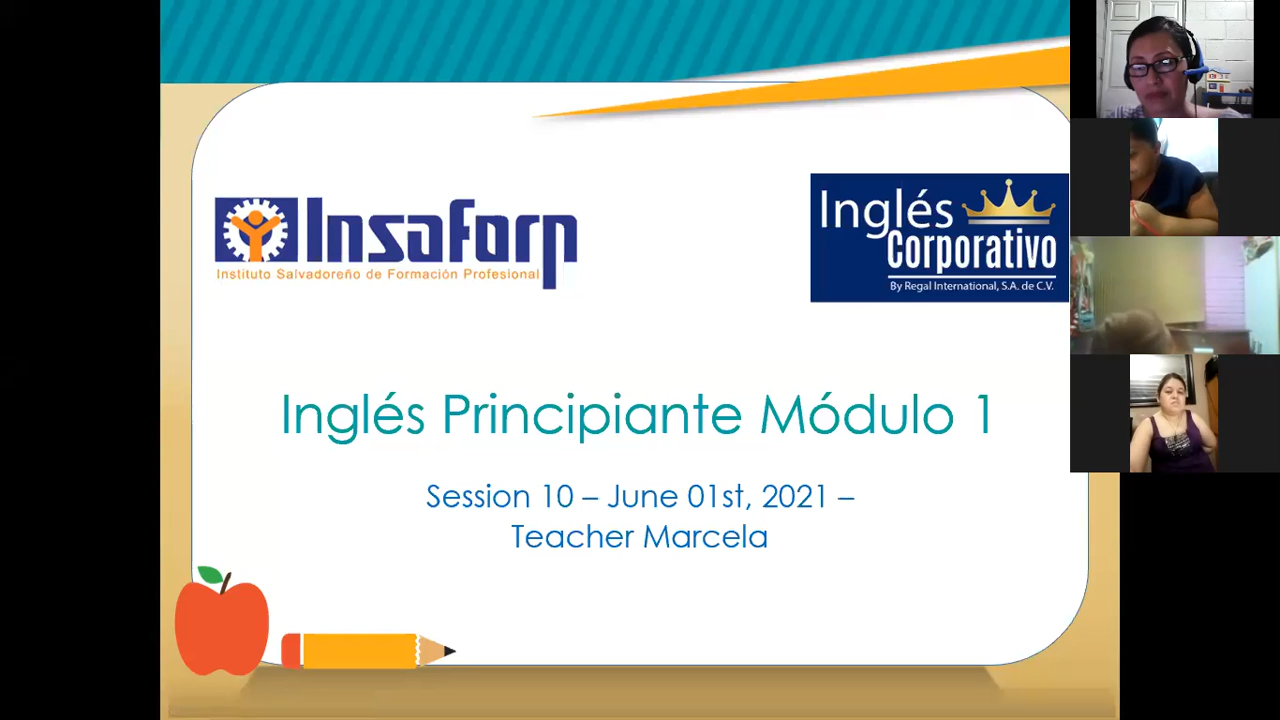 Insaforp
Instituto Salvadoreño de Formación Profesional
Inglés
Corporativo
By Regal International, S.A. de C.V.
Inglés Principiante Módulo 1
Session 10 – June 01st, 2021 –
Teacher Marcela